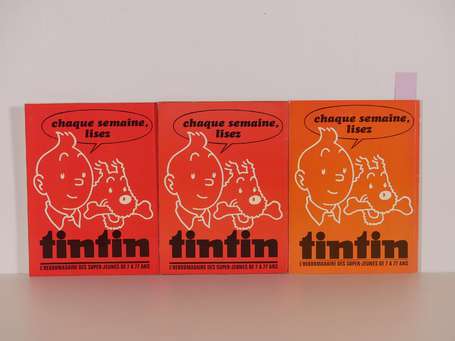 chaque semaine,
lisez
tintin
L'HEBDOMADAIRE DES SUPER-JEUNES DE 7 A 77 ANS
chaque semaine,
lisez
tintin
L'HEBDOMADAIRE DES SUPER-JEUNES DE 7 A 77 ANS
chaque semaine,
lisez
tintin
L'HEBDOMADAIRE DES SUPER-JEUNES DE 7 A 77 ANS